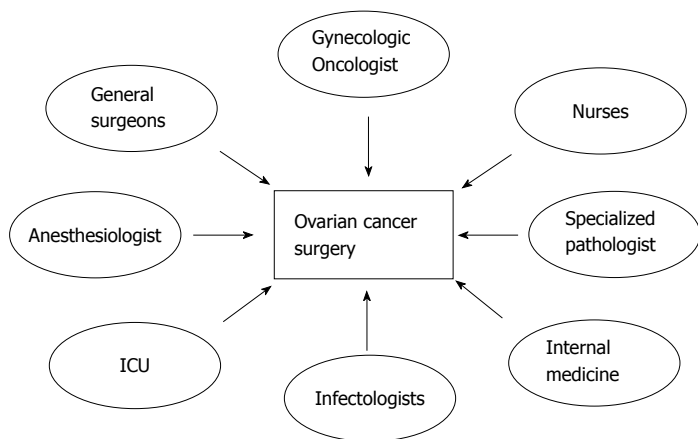 Gynecologic
Oncologist
General
surgeons
Nurses
Anesthesiologist
Ovarian cancer
surgery
Specialized
pathologist
ICU
Infectologists
Internal
medicine